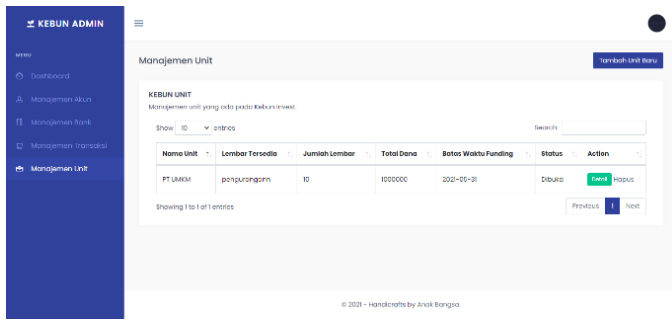 KEBUN ADMIN
MENU
Dashboard
Manajemen Akun
Manajemen Bank
Manajemen Transaksi
Manajemen Unit
Manajemen Unit
Tambah Unit Baru
KEBUN UNIT
Manajemen unit yang ada pada Kebun Invest.
Show 10 entries
Search:
Nama Unit Lembar Tersedia Jumlah Lembar Total Dana Batas Waktu Funding Status Action
PT UMKM pengurangann 10 1000000 2021-05-31 Dibuka Detail Hapus
Showing 1 to 1 of 1 entries
Previous 1 Next
© 2021 - Handicrafts by Anak Bangsa.